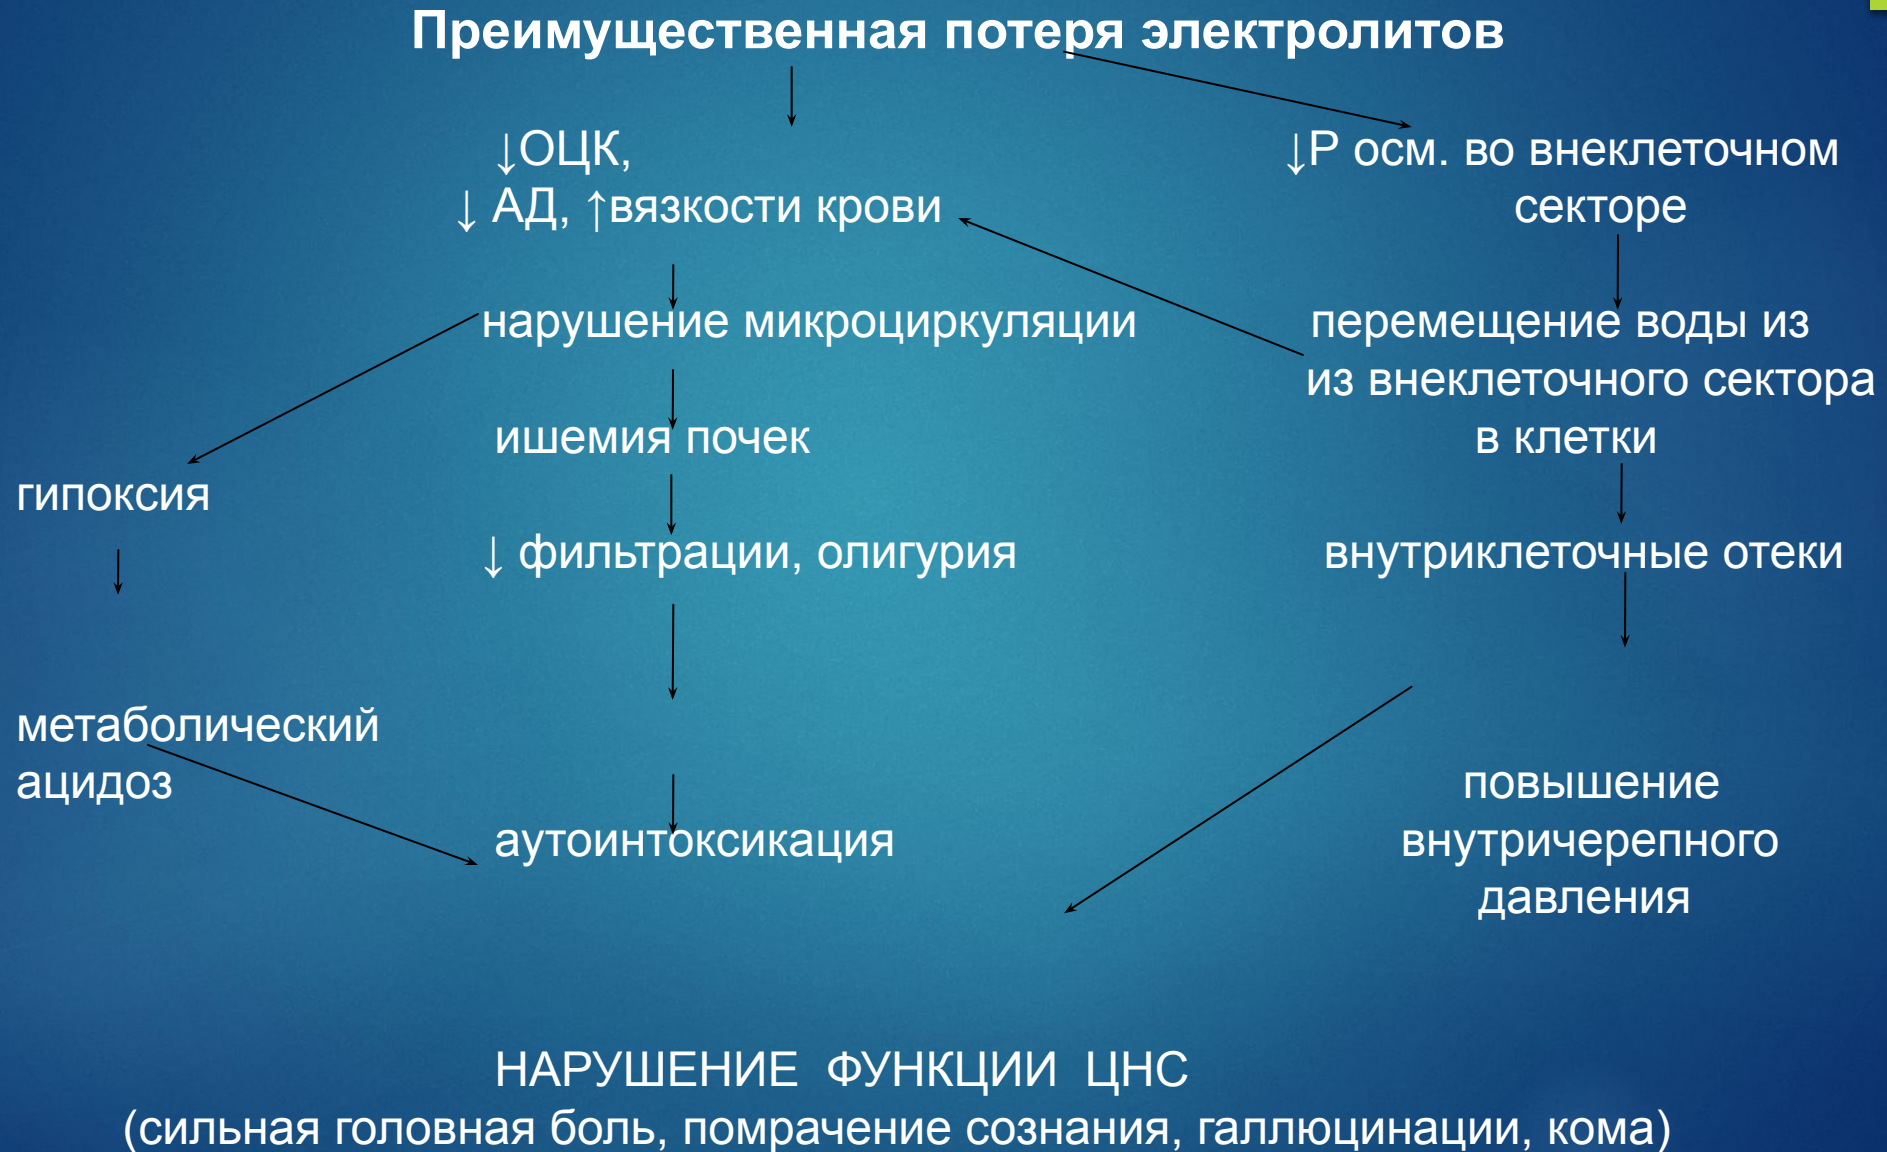 Преимущественная потеря электролитов
↓ОЦК,
↓Р осм. во внеклеточном
↓ АД, ↑вязкости крови
секторе
нарушение микроциркуляции
перемещение воды из
из внеклеточного сектора
ишемия почек
в клетки
гипоксия
↓ фильтрации, олигурия
внутриклеточные отеки
метаболический
ацидоз
повышение
аутоинтоксикация
внутричерепного
давления
НАРУШЕНИЕ ФУНКЦИИ ЦНС
(сильная головная боль, помрачение сознания, галлюцинации, кома)